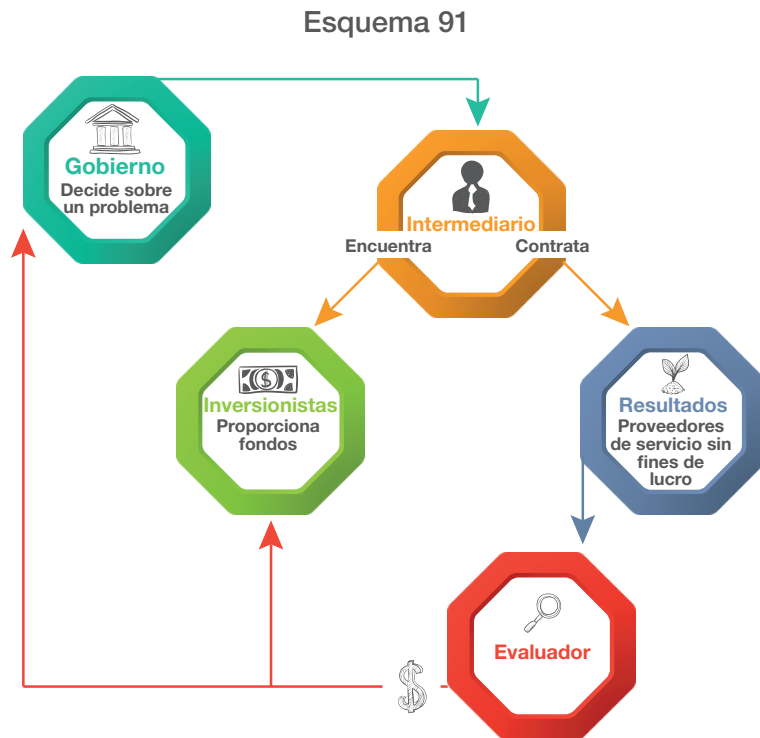 Esquema 91
Gobierno
Decide sobre
un problema
Intermediario
Encuentra
Contrata
Inversionistas
Proporciona
fondos
Resultados
Proveedores
de servicio sin
fines de
lucro
Evaluador
$